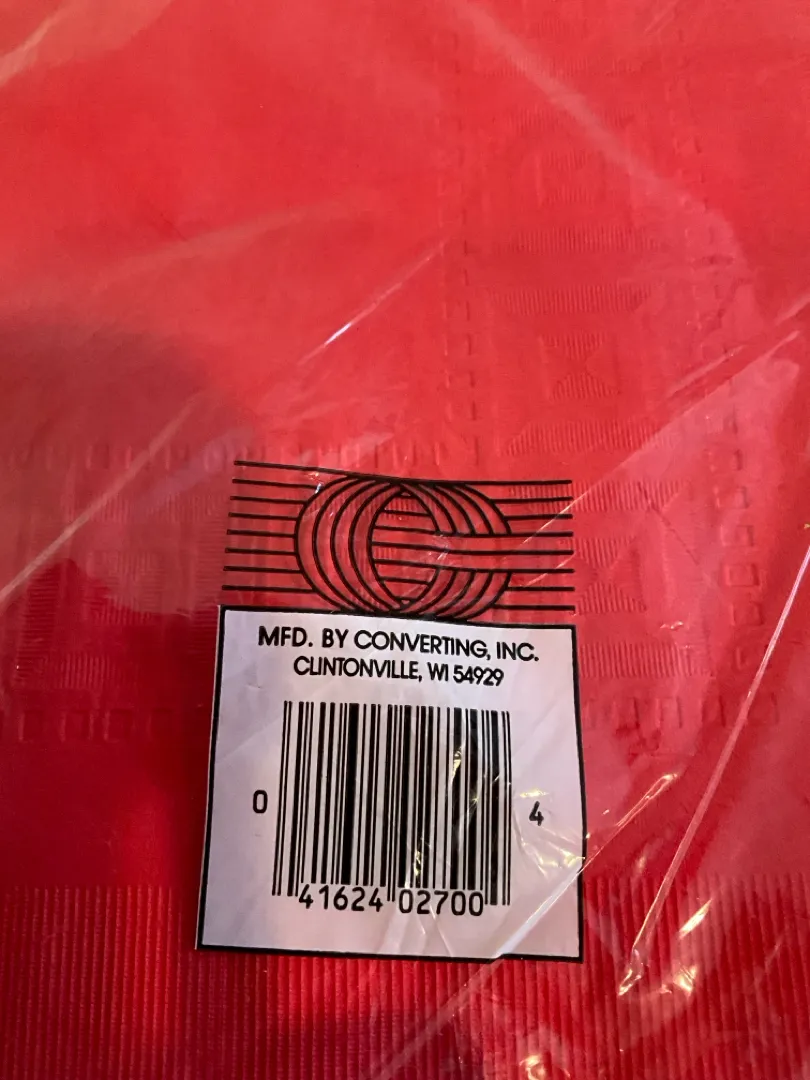 MFD. BY CONVERTING, INC.
CLINTONVILLE, WI 54929
0 41624 02700 4